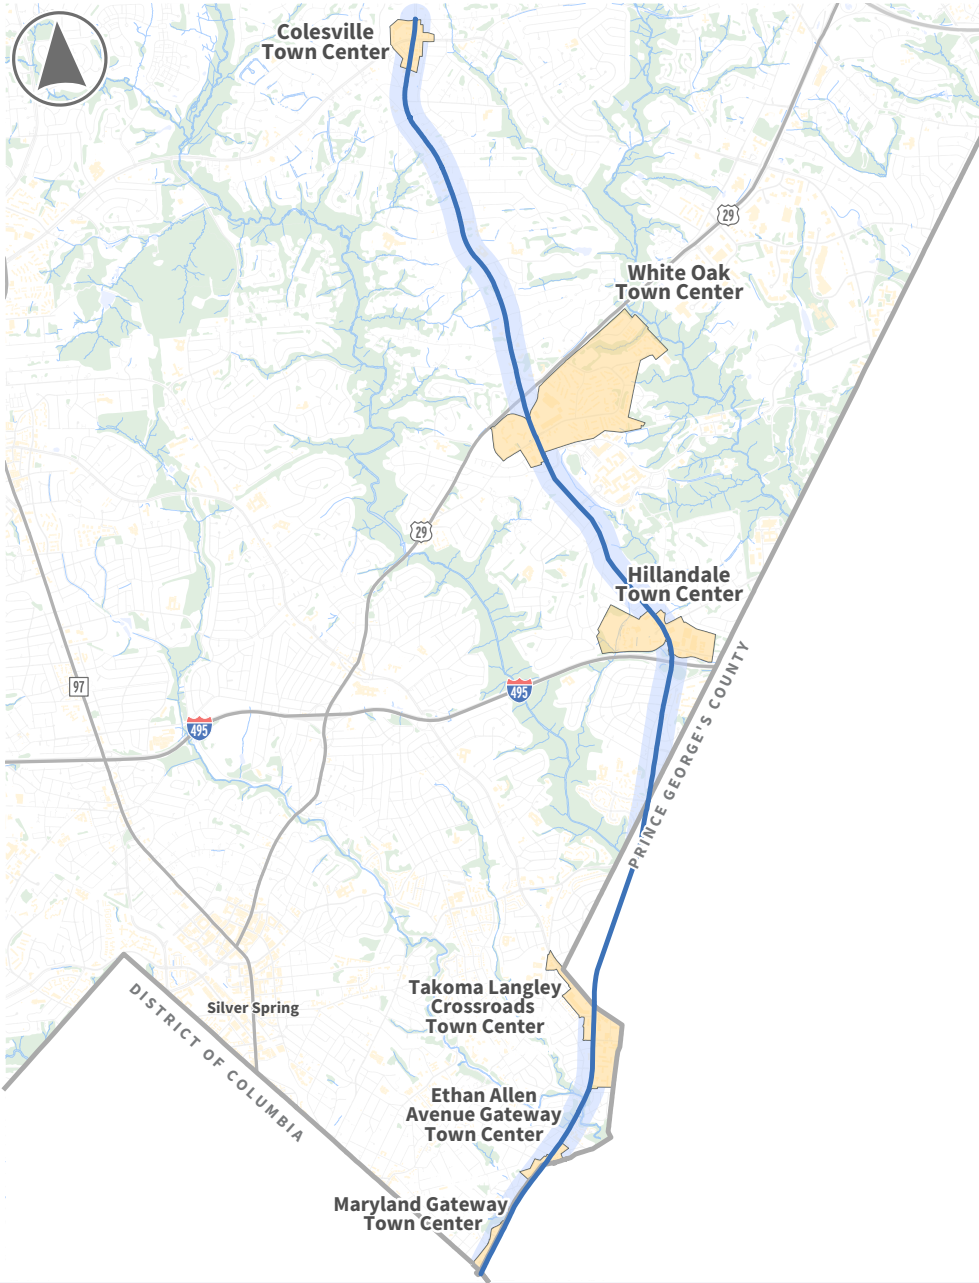 Colesville
Town Center
29
White Oak
Town Center
29
Hillandale
Town Center
97
495
495
PRINCE GEORGE'S COUNTY
Takoma Langley
Crossroads
Town Center
Silver Spring
DISTRICT OF COLUMBIA
Ethan Allen
Avenue Gateway
Town Center
Maryland Gateway
Town Center